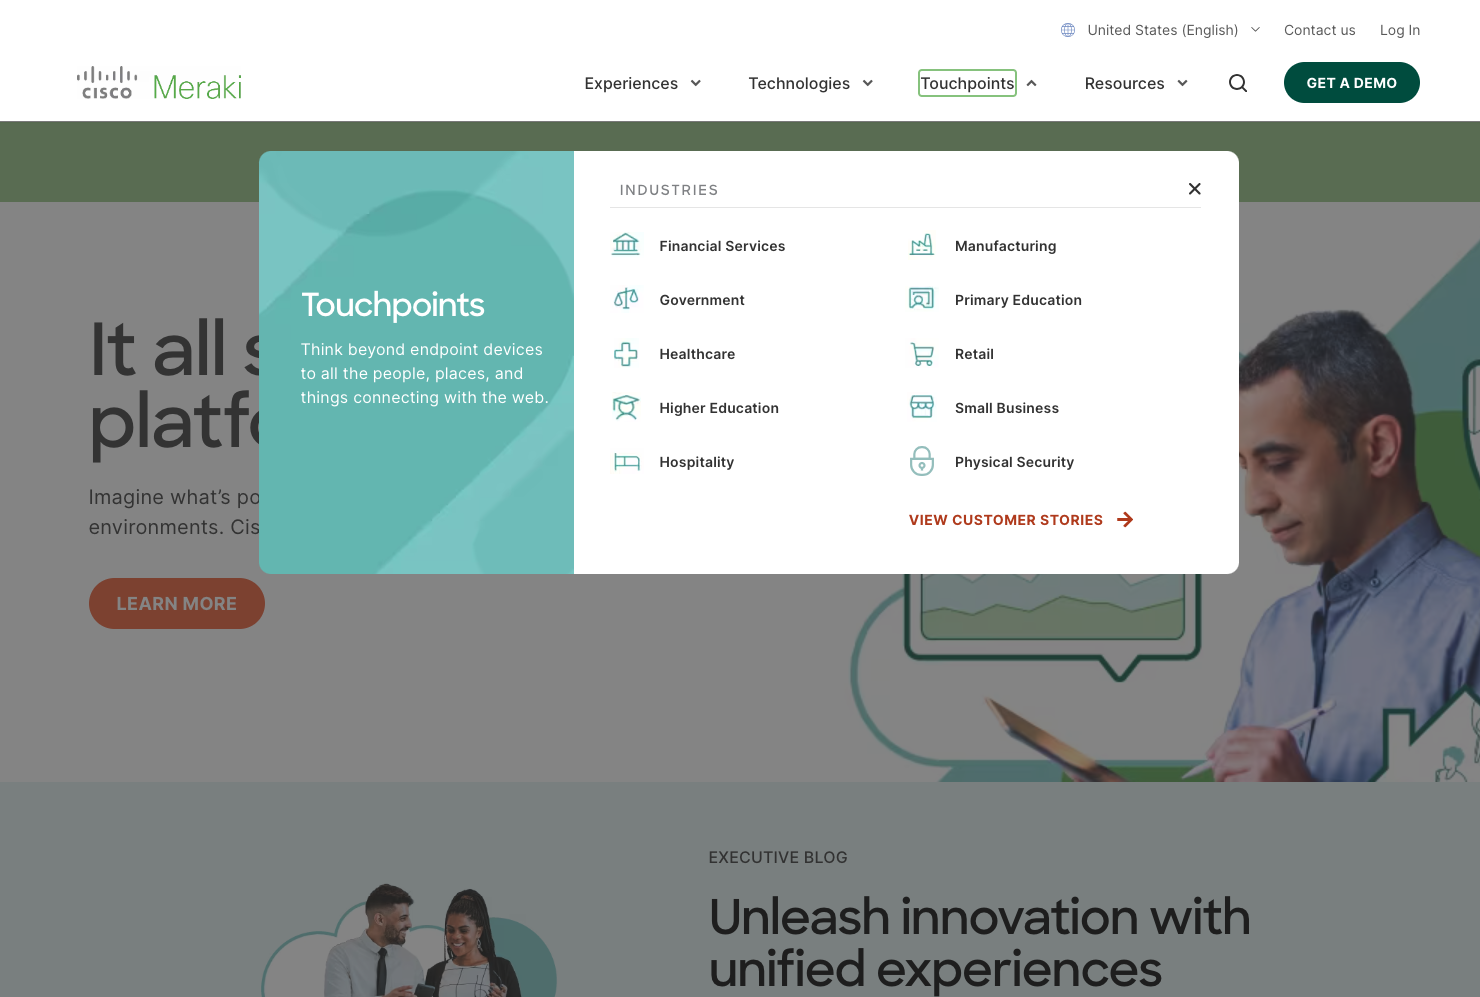 United States (English)
Contact us
Log In
CISCO Meraki
Experiences
Technologies
Touchpoints
Resources
GET A DEMO
Touchpoints
Think beyond endpoint devices
to all the people, places, and
things connecting with the web.
INDUSTRIES
Financial Services
Manufacturing
Government
Primary Education
Healthcare
Retail
Higher Education
Small Business
Hospitality
Physical Security
VIEW CUSTOMER STORIES
It all
platfo
Imagine what’s po
environments. Cis
LEARN MORE
EXECUTIVE BLOG
Unleash innovation with
unified experiences